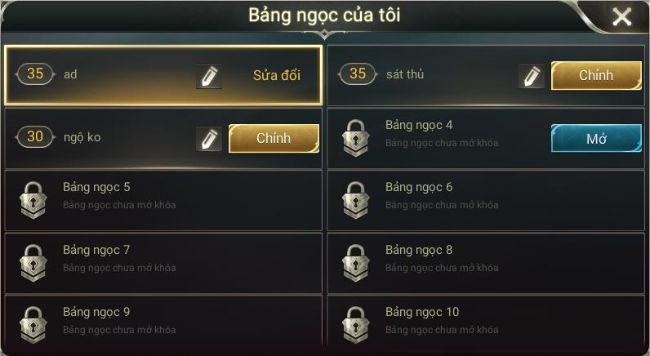 Bảng ngọc của tôi
35 ad Sửa đổi
35 sát thủ Chỉnh
30 ngộ ko Chỉnh
Bảng ngọc 4
Bảng ngọc chưa mở khóa
Mở
Bảng ngọc 5
Bảng ngọc chưa mở khóa
Bảng ngọc 6
Bảng ngọc chưa mở khóa
Bảng ngọc 7
Bảng ngọc chưa mở khóa
Bảng ngọc 8
Bảng ngọc chưa mở khóa
Bảng ngọc 9
Bảng ngọc chưa mở khóa
Bảng ngọc 10
Bảng ngọc chưa mở khóa